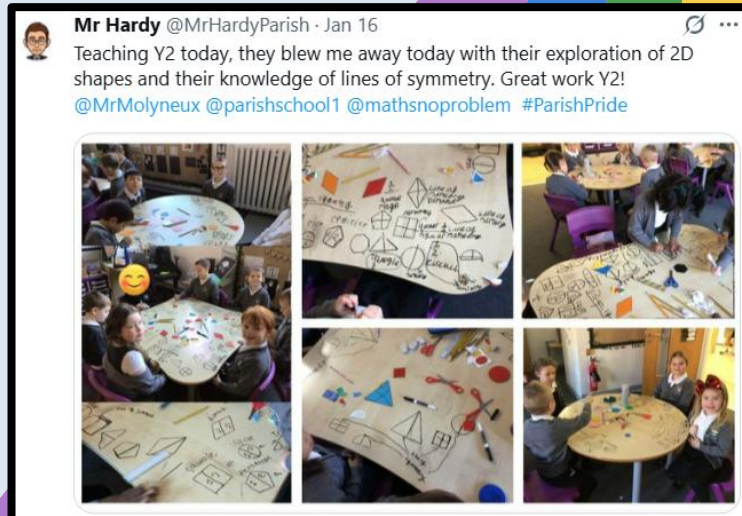 Mr Hardy @MrHardyParish · Jan 16
Teaching Y2 today, they blew me away today with their exploration of 2D
shapes and their knowledge of lines of symmetry. Great work Y2!
@MrMolyneux @parishschool1 @mathsnoproblem #ParishPride